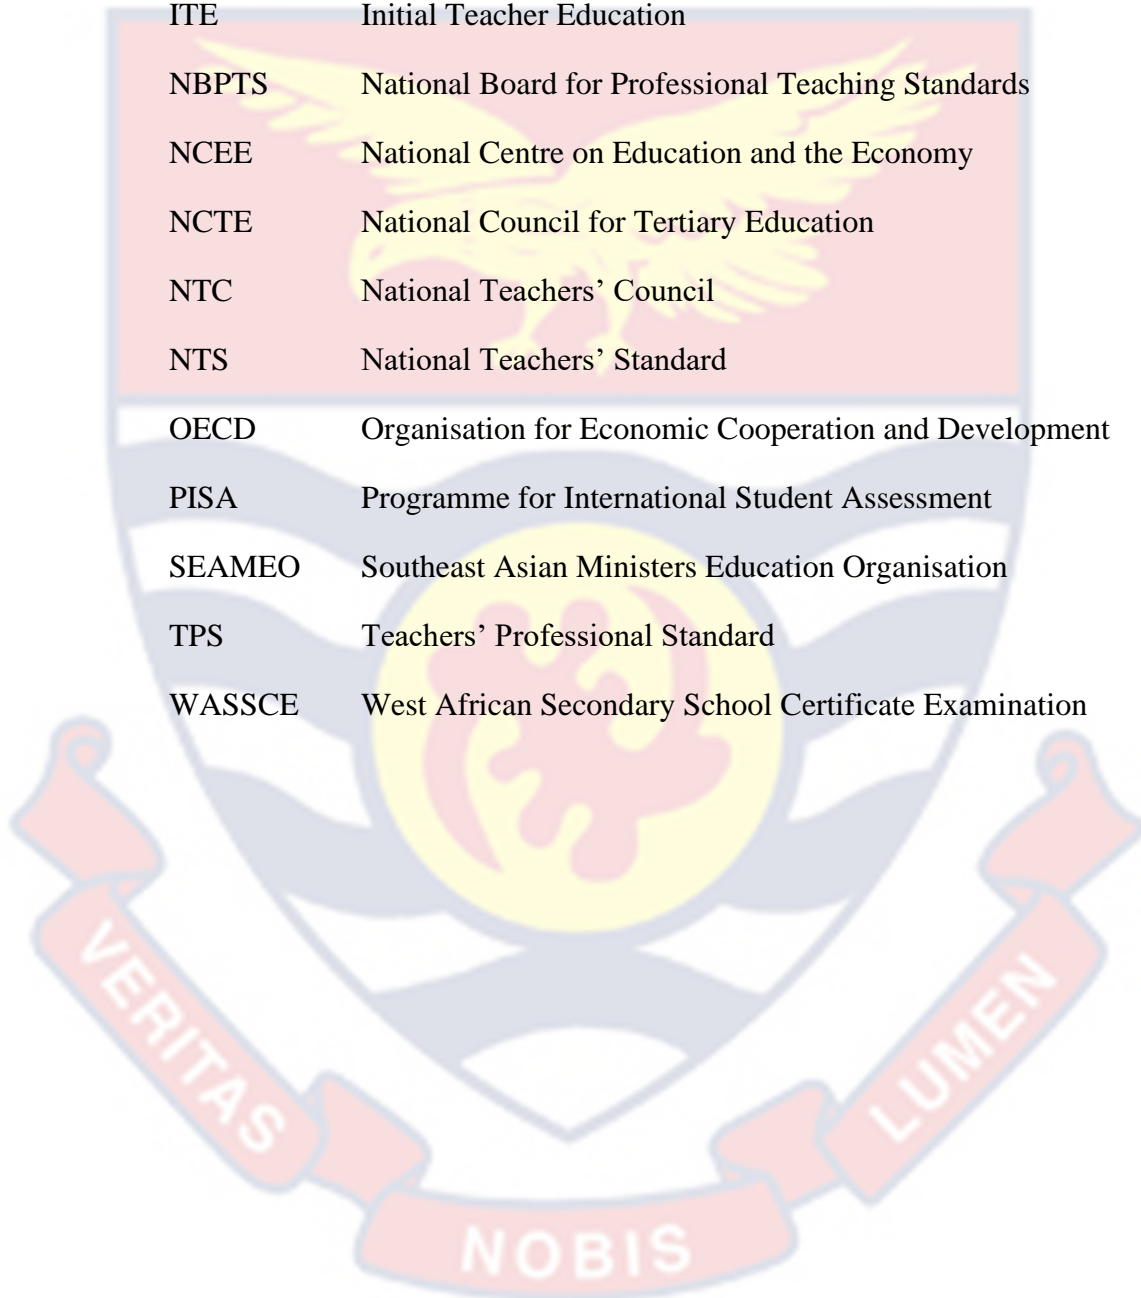 ITE Initial Teacher Education
NBPTS National Board for Professional Teaching Standards
NCEE National Centre on Education and the Economy
NCTE National Council for Tertiary Education
NTC National Teachers’ Council
NTS National Teachers’ Standard
OECD Organisation for Economic Cooperation and Development
PISA Programme for International Student Assessment
SEAMEO Southeast Asian Ministers Education Organisation
TPS Teachers’ Professional Standard
WASSCE West African Secondary School Certificate Examination
VERITAS
NOBIS
LUMEN